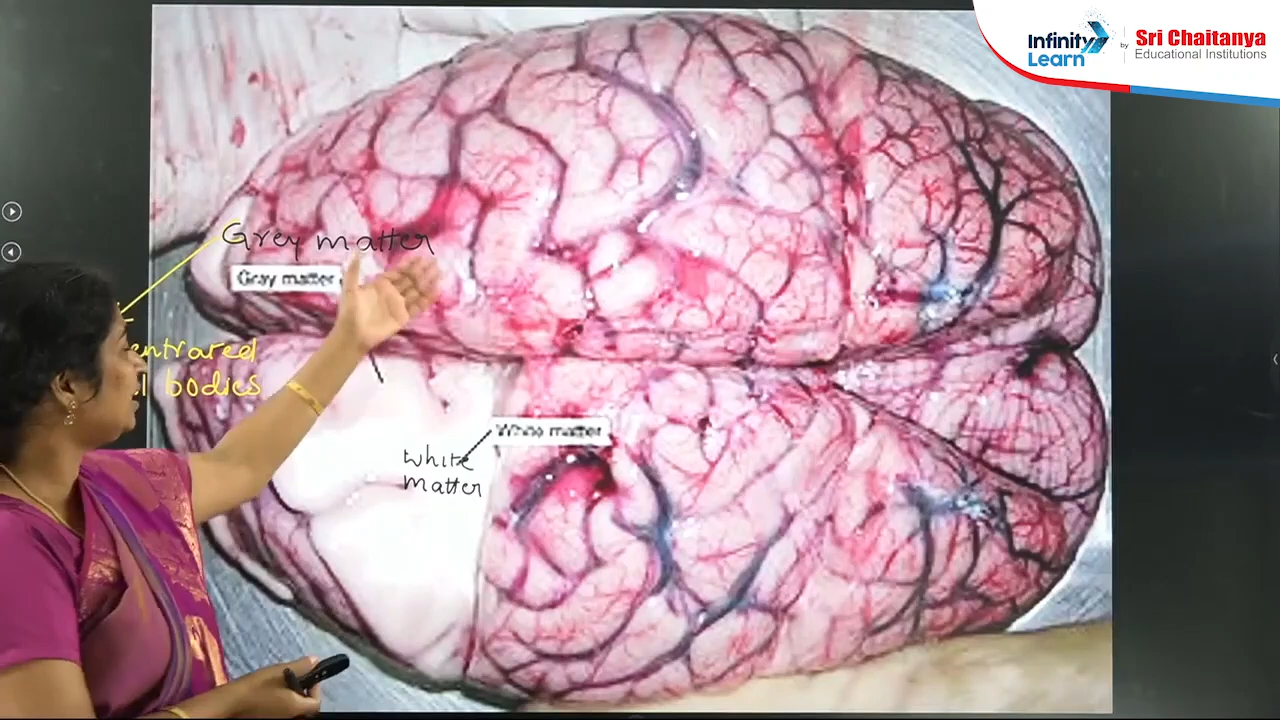 Infinity
Learn
by
Sri Chaitanya
Educational Institutions
Grey matter
Gray matter
White matter
White
matter
bodies